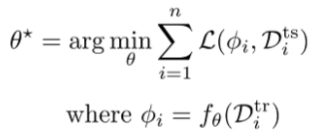 θ⋆ = arg min_θ ∑_{i=1}^{n} ℒ(ϕ_i, 𝒟_i^{ts})
where ϕ_i = f_θ(𝒟_i^{tr})